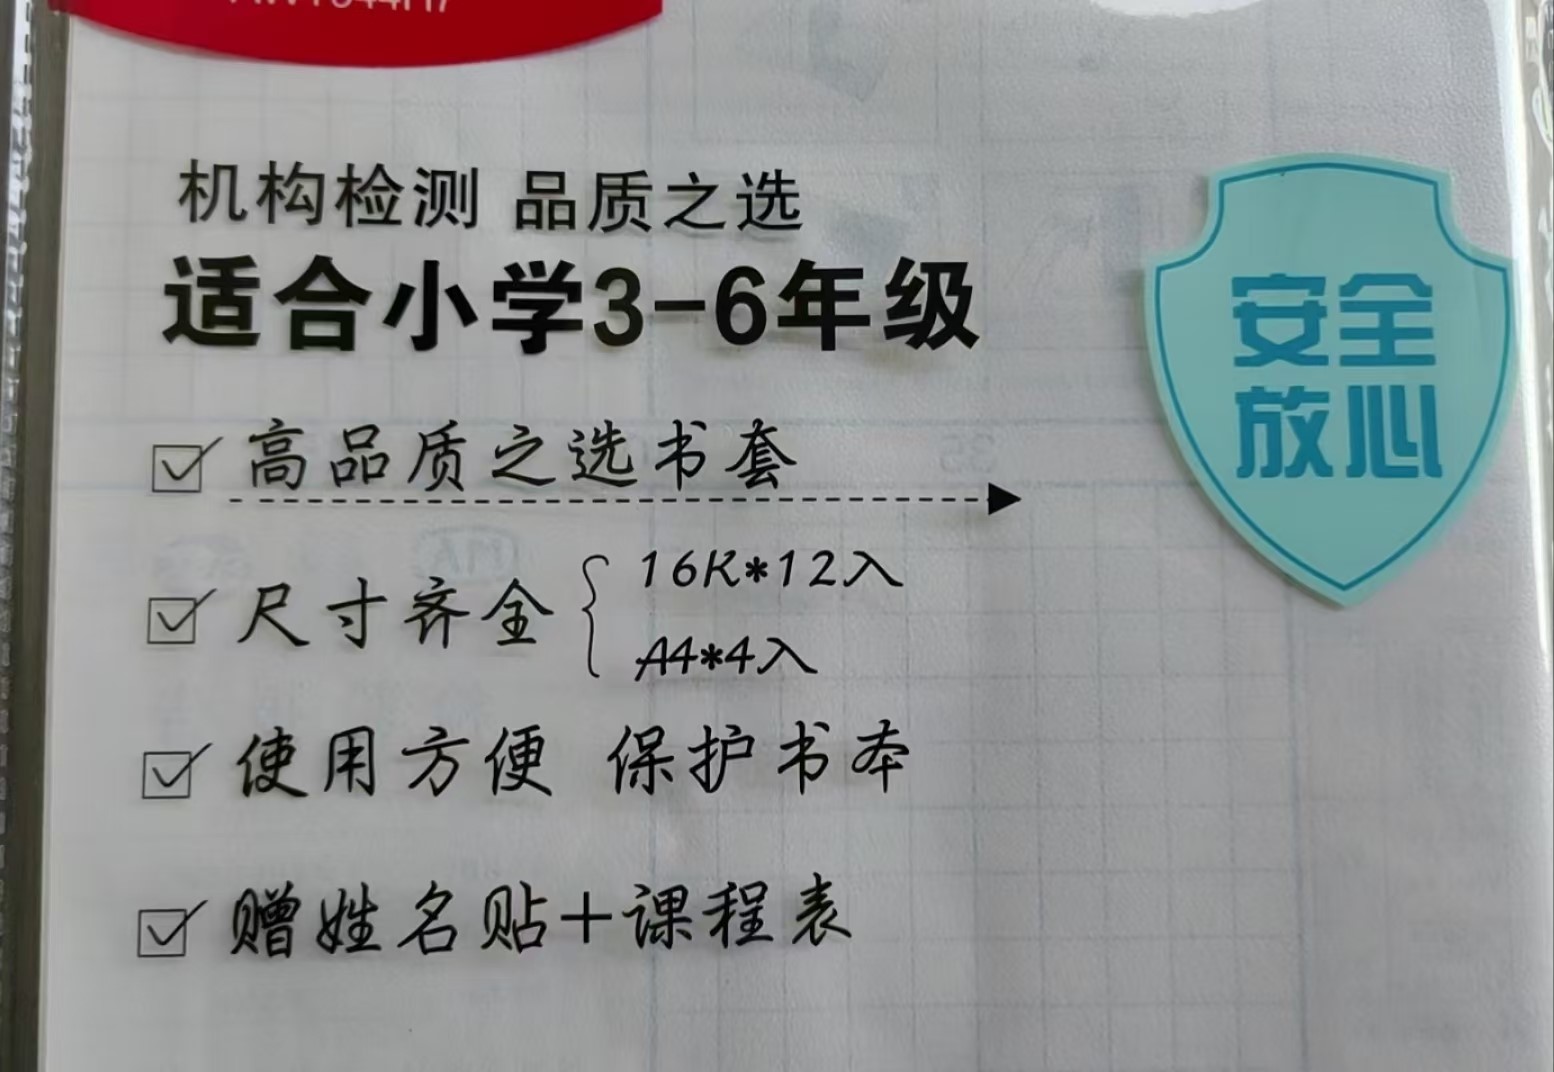 机构检测 品质之选
适合小学3-6年级
高品质之选书套
尺寸齐全
16K*12入
A4*4入
使用方便 保护书本
赠姓名贴+课程表
安全
放心